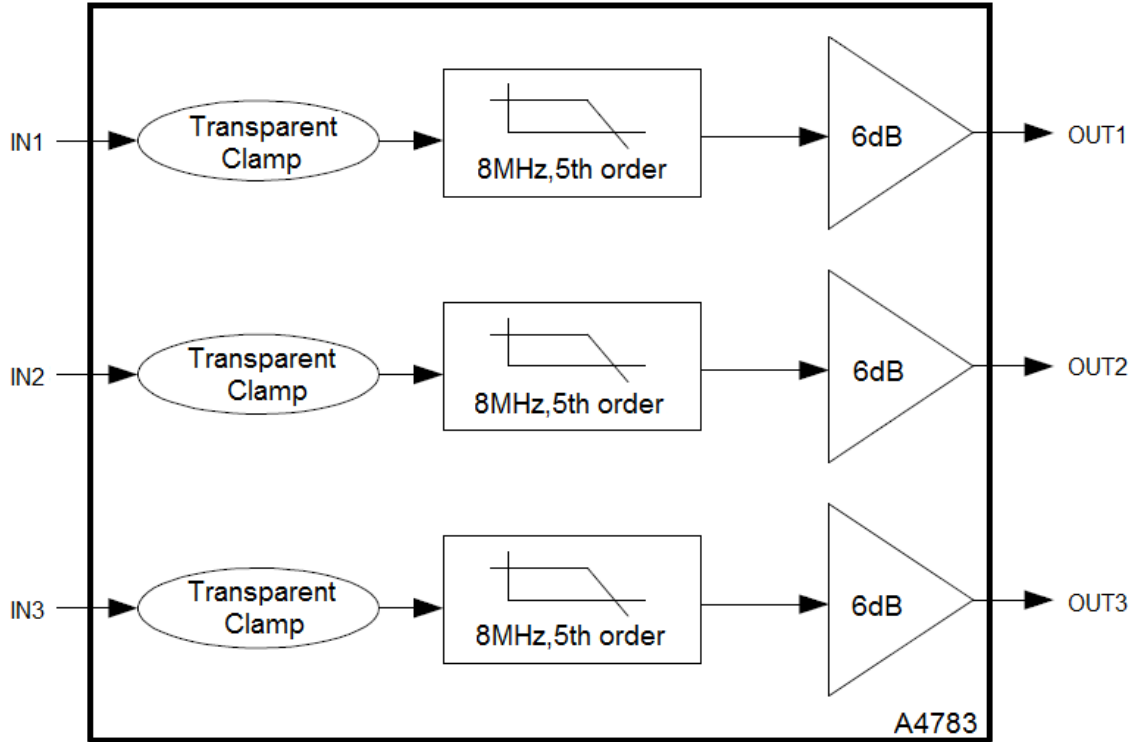 IN1
Transparent
Clamp
8MHz,5th order
6dB
OUT1
IN2
Transparent
Clamp
8MHz,5th order
6dB
OUT2
IN3
Transparent
Clamp
8MHz,5th order
6dB
OUT3
A4783